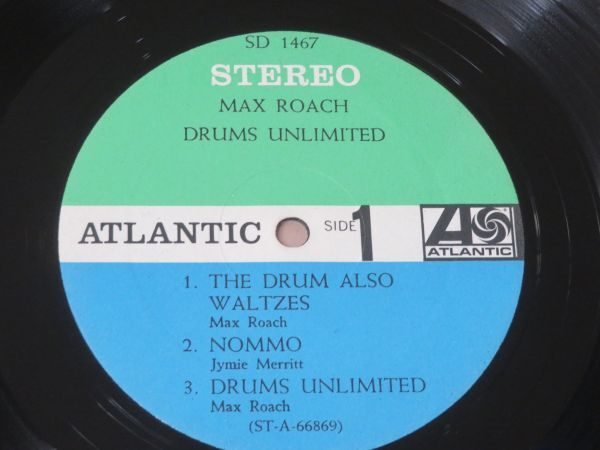 SD 1467
STEREO
MAX ROACH
DRUMS UNLIMITED
ATLANTIC SIDE 1
ATLANTIC
1. THE DRUM ALSO
WALTZES
Max Roach
2. NOMMO
Jymie Merritt
3. DRUMS UNLIMITED
Max Roach
(ST-A-66869)